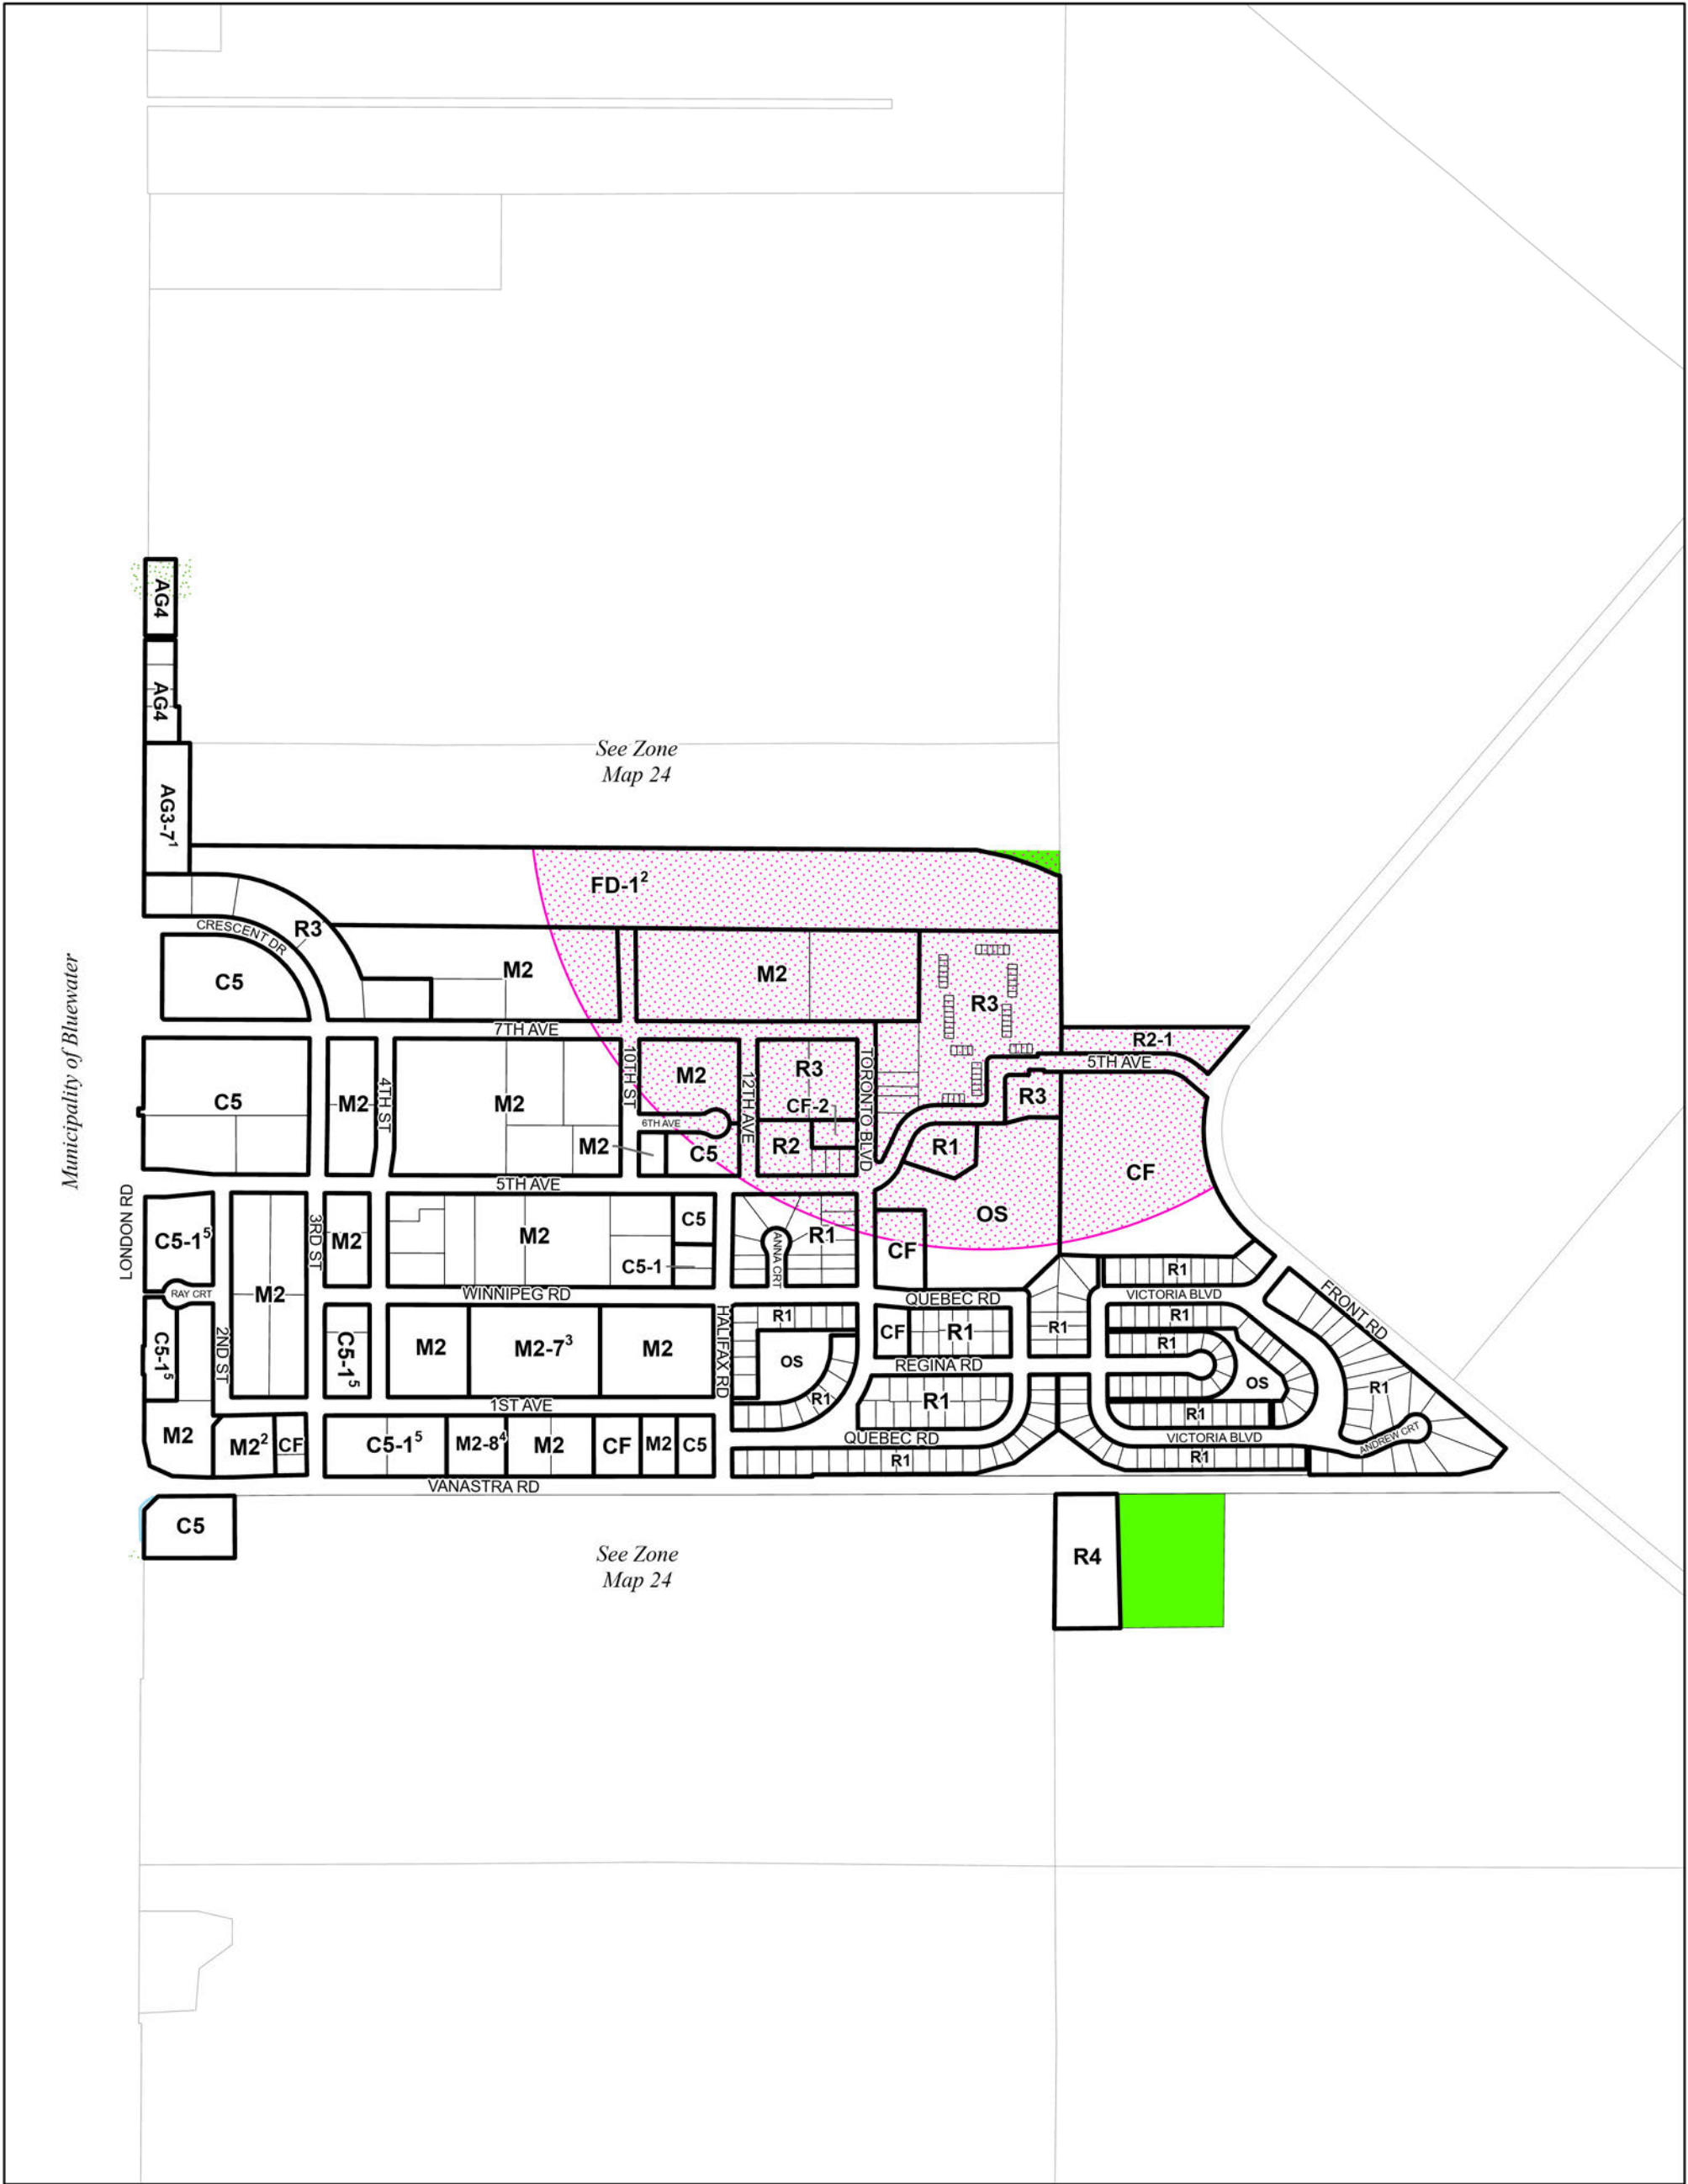 AG4
AG4
See Zone
Map 24
AG3-7¹
FD-1²
CRESCENT DR
R3
M2
M2
C5
R3
7TH AVE
R2-1
5TH AVE
Municipality of Bluewater
C5
M2
4TH ST
M2
10TH ST
M2
12TH AVE
R3
TORONTO BLVD
R3
CF-2
6TH AVE
M2
C5
R2
R1
CF
5TH AVE
OS
LONDON RD
C5-1⁵
3RD ST
M2
M2
C5
C5-1
ANNA CRT
R1
CF
R1
RAY CRT
M2
WINNIPEG RD
QUEBEC RD
VICTORIA BLVD
FRONT RD
R1
R1
C5-1⁵
2ND ST
C5-1⁵
M2
M2-7³
M2
HALIFAX RD
CF
R1
R1
R1
OS
REGINA RD
OS
R1
R1
R1
R1
1ST AVE
M2
M2²
CF
C5-1⁵
M2-8⁴
M2
CF
M2
C5
QUEBEC RD
VICTORIA BLVD
ANDREW CRT
R1
R1
VANASTRA RD
C5
See Zone
Map 24
R4